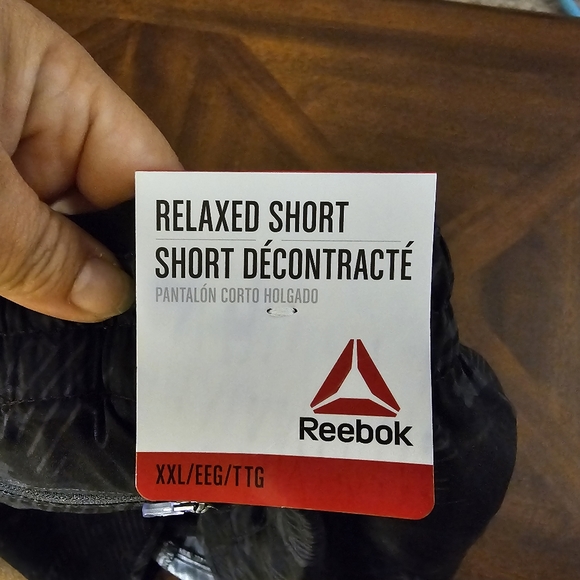 RELAXED SHORT
SHORT DÉCONTRACTÉ
PANTALÓN CORTO HOLGADO
Reebok
XXL/EEG/TTG